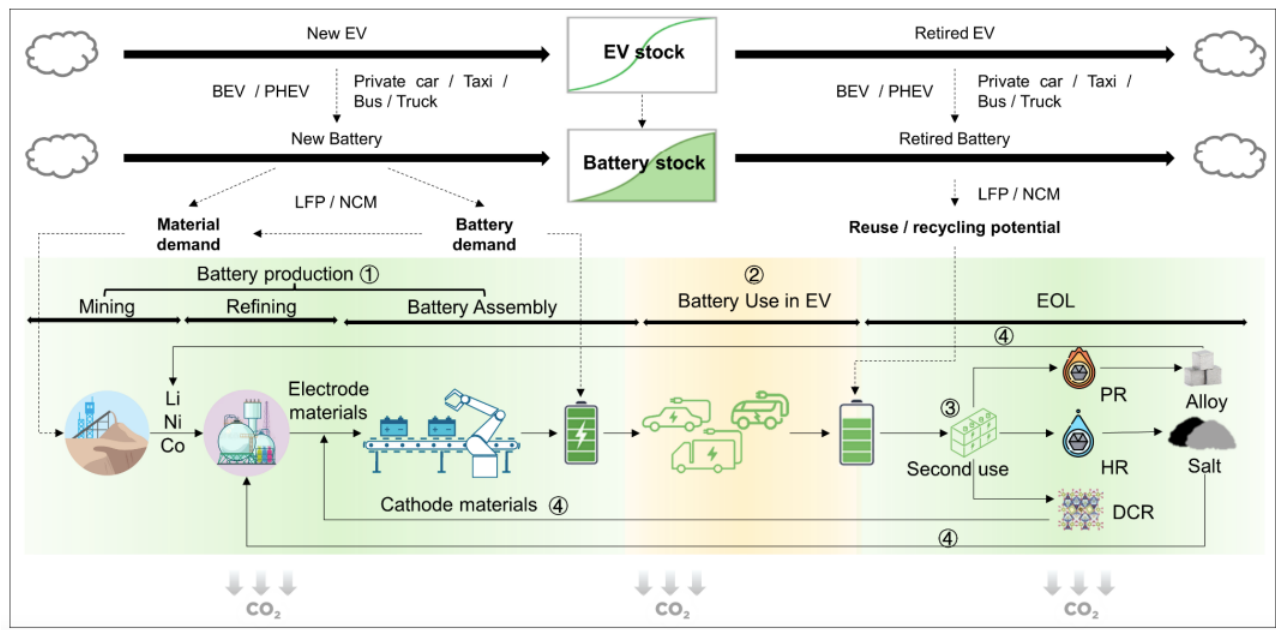 New EV
EV stock
Retired EV
BEV / PHEV
Private car / Taxi /
Bus / Truck
BEV / PHEV
Private car / Taxi /
Bus / Truck
New Battery
Battery stock
Retired Battery
LFP / NCM
LFP / NCM
Material
demand
Battery
demand
Reuse / recycling potential
Battery production ①
②
Mining
Refining
Battery Assembly
Battery Use in EV
EOL
④
Li
Ni
Co
Electrode
materials
③
Second use
PR
Alloy
HR
Salt
Cathode materials ④
DCR
④
CO₂
CO₂
CO₂